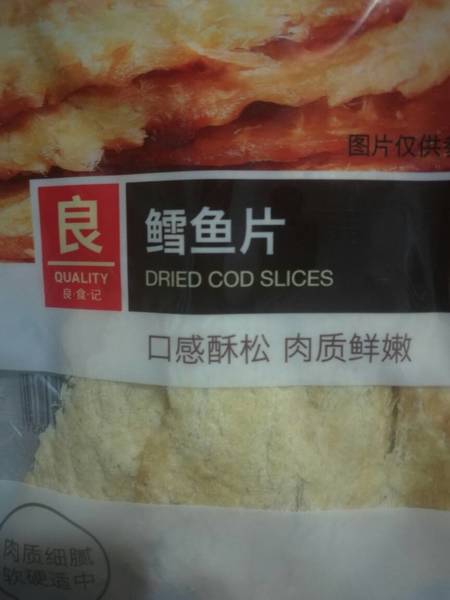 图片仅供
良
QUALITY
良·食·记
鳕鱼片
DRIED COD SLICES
口感酥松 肉质鲜嫩
肉质细腻
软硬适中